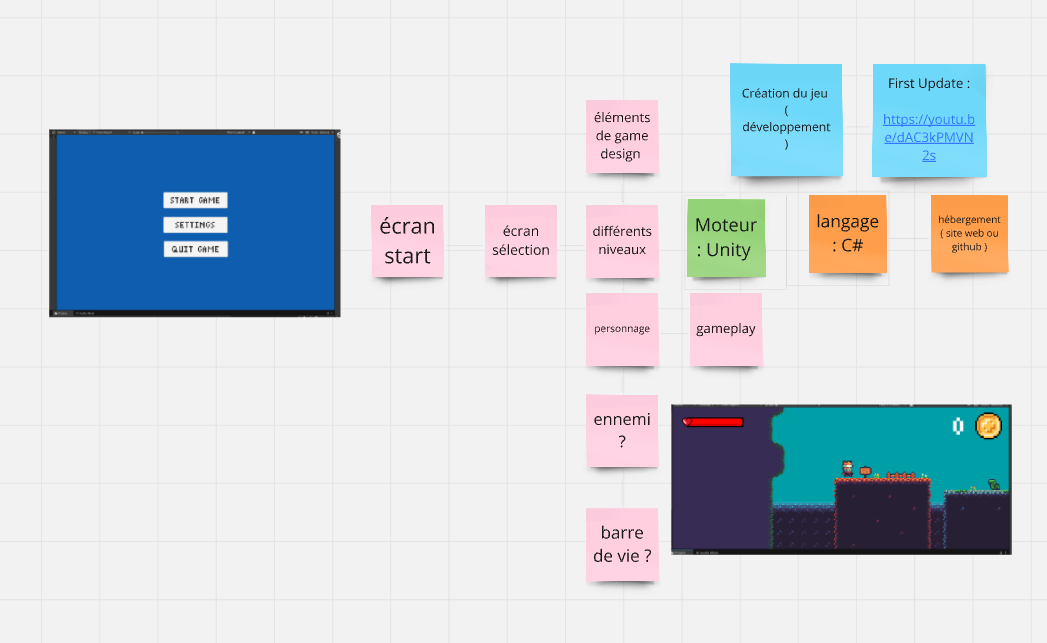 Création du jeu
(
développement
)
First Update :
https://youtu.b
e/dAC3kPMVN
2s
éléments
de game
design
START GAME
SETTINGS
QUIT GAME
écran
start
écran
sélection
différents
niveaux
Moteur
: Unity
langage
: C#
hébergement
( site web ou
github )
personnage
gameplay
ennemi
?
0
barre
de vie ?